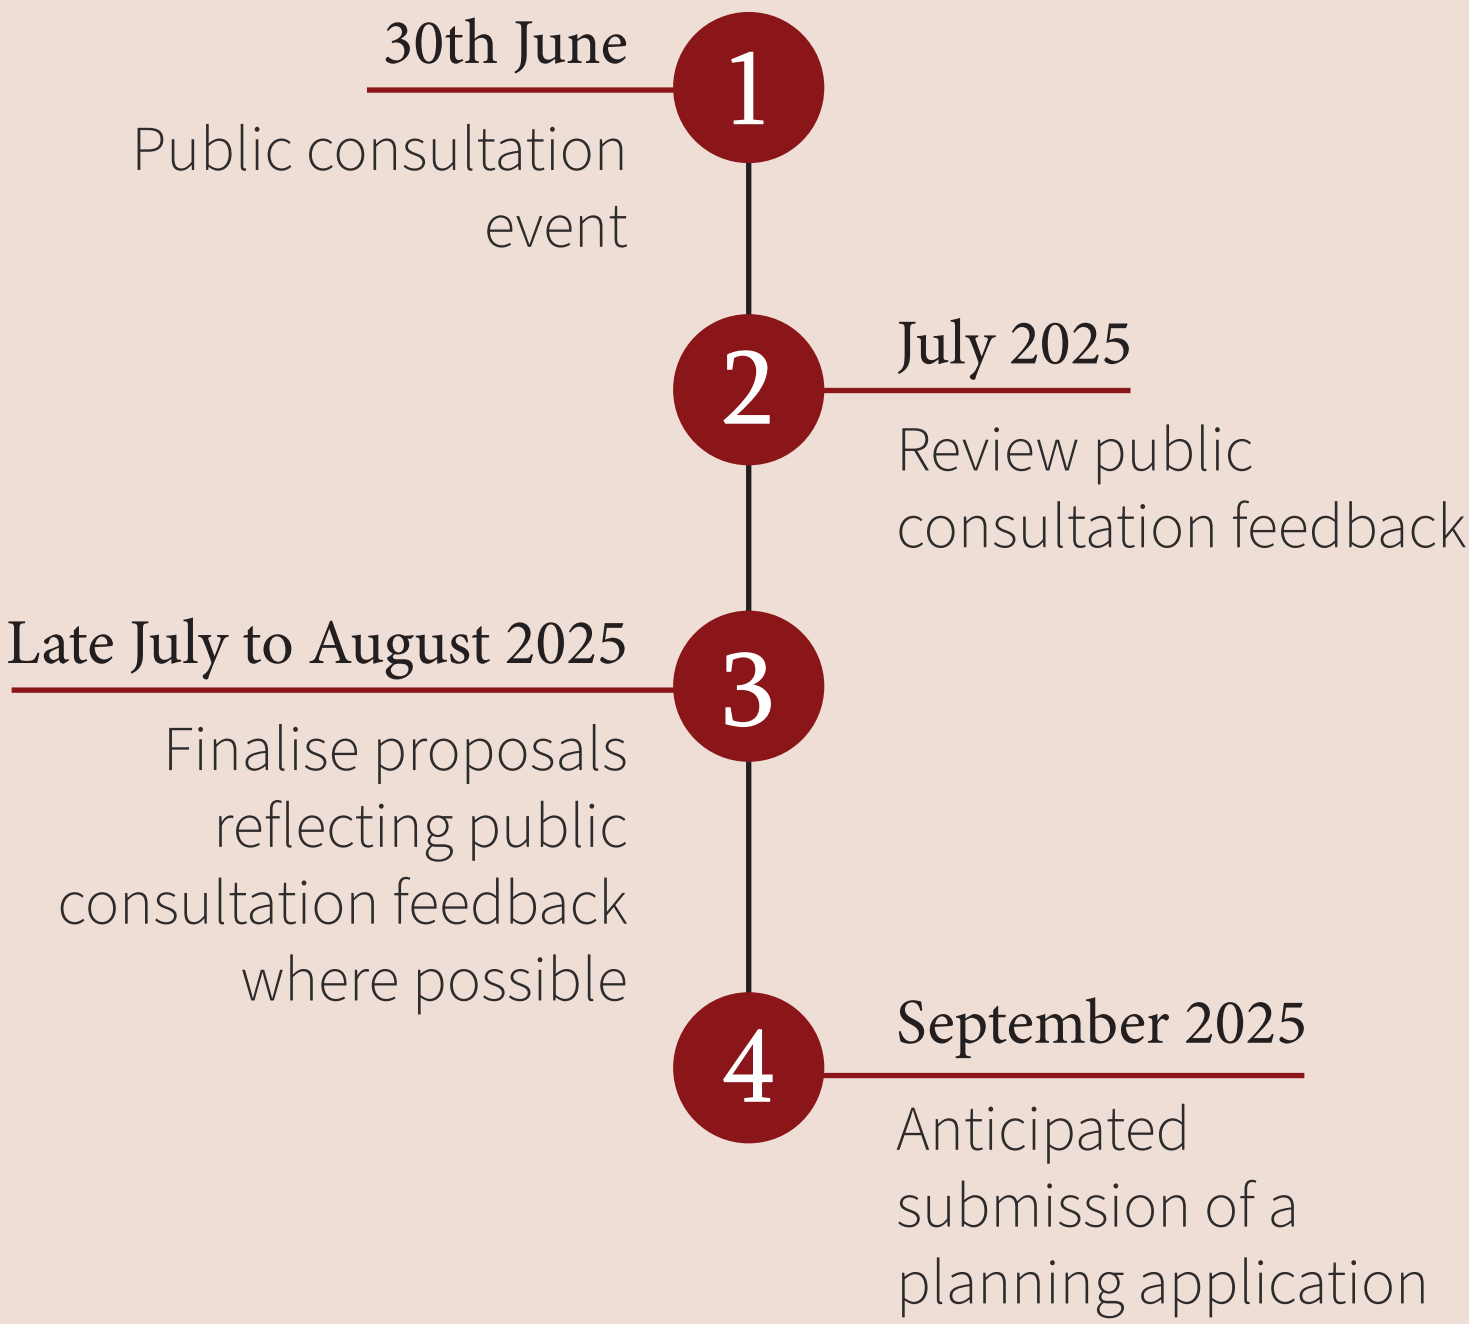 30th June
1
Public consultation
event
July 2025
2
Review public
consultation feedback
Late July to August 2025
3
Finalise proposals
reflecting public
consultation feedback
where possible
September 2025
4
Anticipated
submission of a
planning application